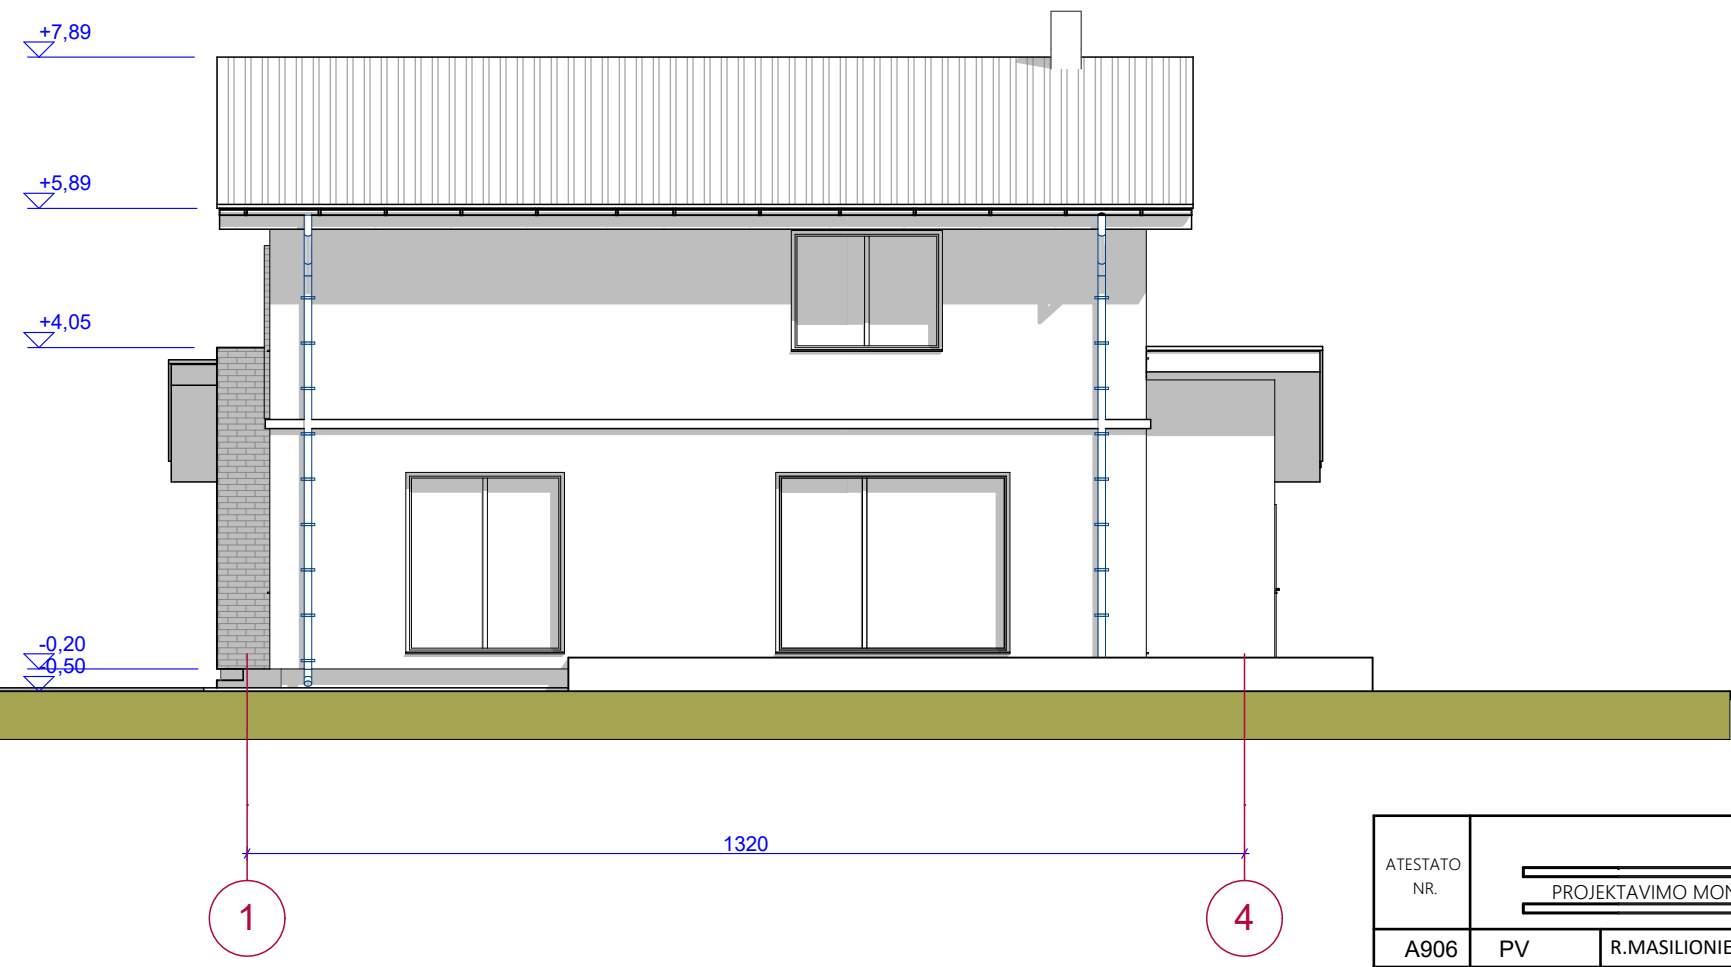 +7,89
+5,89
+4,05
-0,20
-0,50
1320
1
4
ATESTATO
NR.
PROJEKTAVIMO
A906 PV R.MASILIONIE